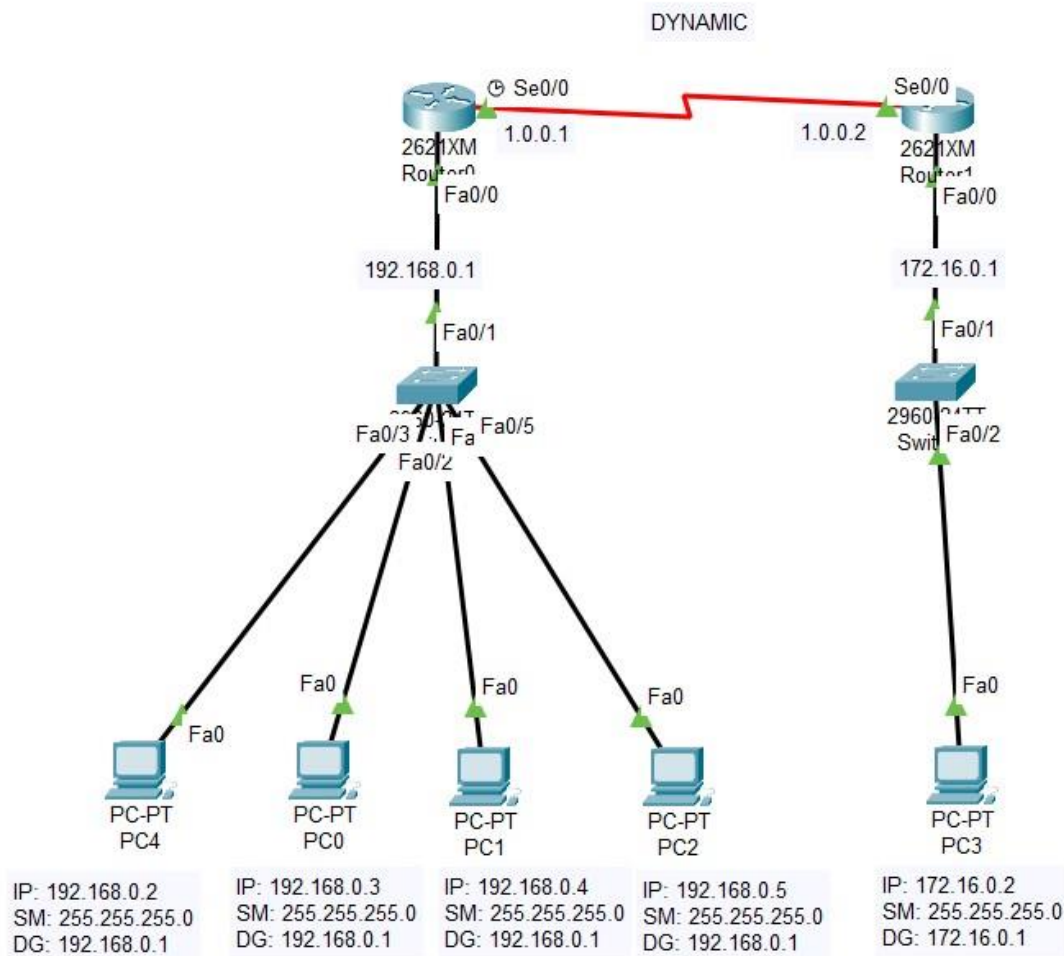 DYNAMIC
Se0/0
Se0/0
1.0.0.1
1.0.0.2
2621XM
2621XM
Router0
Router1
Fa0/0
Fa0/0
192.168.0.1
172.16.0.1
Fa0/1
Fa0/1
Fa0/3
Fa
Fa0/5
Fa0/2
2960-24TT
Swit
Fa0/2
Fa0
Fa0
Fa0
Fa0
Fa0
PC-PT
PC4
PC-PT
PC0
PC-PT
PC1
PC-PT
PC2
PC-PT
PC3
IP: 192.168.0.2
SM: 255.255.255.0
DG: 192.168.0.1
IP: 192.168.0.3
SM: 255.255.255.0
DG: 192.168.0.1
IP: 192.168.0.4
SM: 255.255.255.0
DG: 192.168.0.1
IP: 192.168.0.5
SM: 255.255.255.0
DG: 192.168.0.1
IP: 172.16.0.2
SM: 255.255.255.0
DG: 172.16.0.1